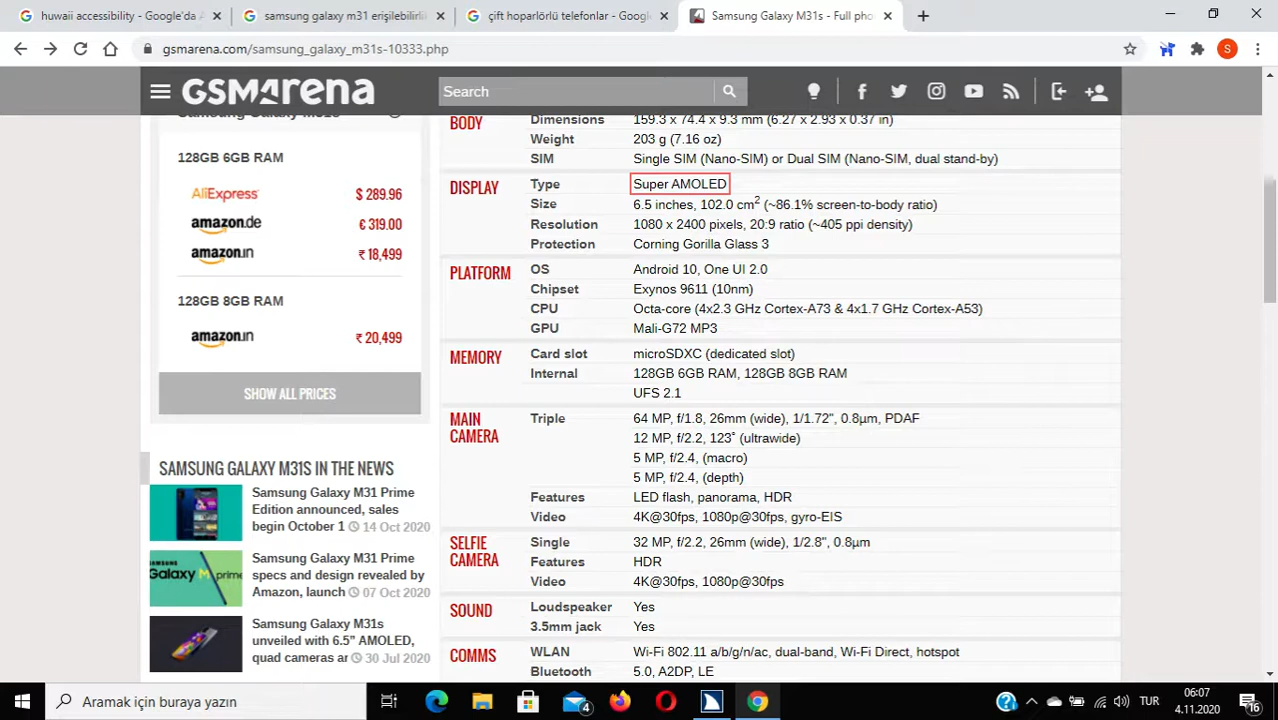 huwaii accessibility - Google'da A
samsung galaxy m31 erişilebilirlil
çift hoparlörlü telefonlar - Googl
Samsung Galaxy M31s - Full pho
gsmarena.com/samsung_galaxy_m31s-10333.php
S
GSMArena
Search
Samsung Galaxy M31s
128GB 6GB RAM
AliExpress $ 289.96
amazon.de € 319.00
amazon.in ₹ 18,499
128GB 8GB RAM
amazon.in ₹ 20,499
SHOW ALL PRICES
SAMSUNG GALAXY M31S IN THE NEWS
Samsung Galaxy M31 Prime
Edition announced, sales
begin October 1 14 Oct 2020
SAMSUNG
Galaxy M prime
Samsung Galaxy M31 Prime
specs and design revealed by
Amazon, launch 07 Oct 2020
Samsung Galaxy M31s
unveiled with 6.5” AMOLED,
quad cameras ar 30 Jul 2020
BODY Dimensions 159.3 x 74.4 x 9.3 mm (6.27 x 2.93 x 0.37 in)
Weight 203 g (7.16 oz)
SIM Single SIM (Nano-SIM) or Dual SIM (Nano-SIM, dual stand-by)
DISPLAY Type Super AMOLED
Size 6.5 inches, 102.0 cm2 (~86.1% screen-to-body ratio)
Resolution 1080 x 2400 pixels, 20:9 ratio (~405 ppi density)
Protection Corning Gorilla Glass 3
PLATFORM OS Android 10, One UI 2.0
Chipset Exynos 9611 (10nm)
CPU Octa-core (4x2.3 GHz Cortex-A73 & 4x1.7 GHz Cortex-A53)
GPU Mali-G72 MP3
MEMORY Card slot microSDXC (dedicated slot)
Internal 128GB 6GB RAM, 128GB 8GB RAM
UFS 2.1
MAIN CAMERA Triple 64 MP, f/1.8, 26mm (wide), 1/1.72", 0.8µm, PDAF
12 MP, f/2.2, 123˚ (ultrawide)
5 MP, f/2.4, (macro)
5 MP, f/2.4, (depth)
Features LED flash, panorama, HDR
Video 4K@30fps, 1080p@30fps, gyro-EIS
SELFIE CAMERA Single 32 MP, f/2.2, 26mm (wide), 1/2.8", 0.8µm
Features HDR
Video 4K@30fps, 1080p@30fps
SOUND Loudspeaker Yes
3.5mm jack Yes
COMMS WLAN Wi-Fi 802.11 a/b/g/n/ac, dual-band, Wi-Fi Direct, hotspot
Bluetooth 5.0, A2DP, LE
Aramak için buraya yazın
4
TUR
06:07
4.11.2020
16